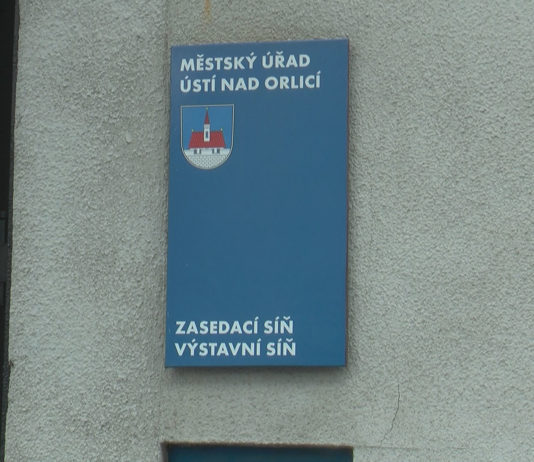 MĚSTSKÝ ÚŘAD
ÚSTÍ NAD ORLICÍ
ZASEDACÍ SÍŇ
VÝSTAVNÍ SÍŇ